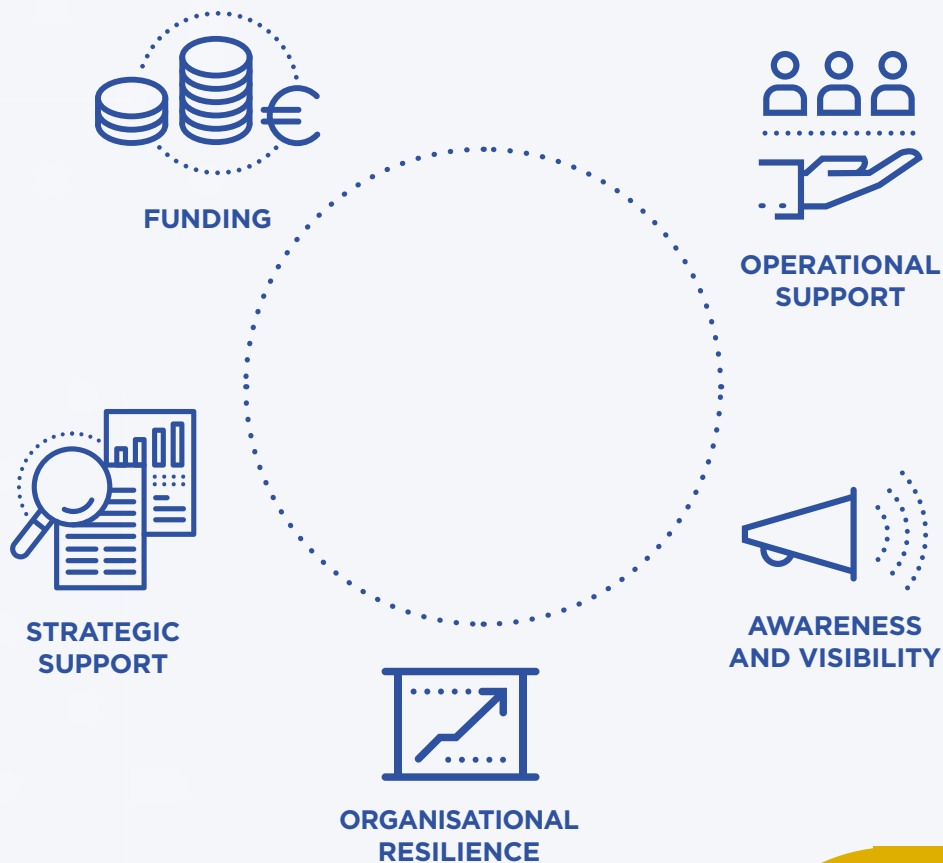 FUNDING
OPERATIONAL
SUPPORT
STRATEGIC
SUPPORT
AWARENESS
AND VISIBILITY
ORGANISATIONAL
RESILIENCE